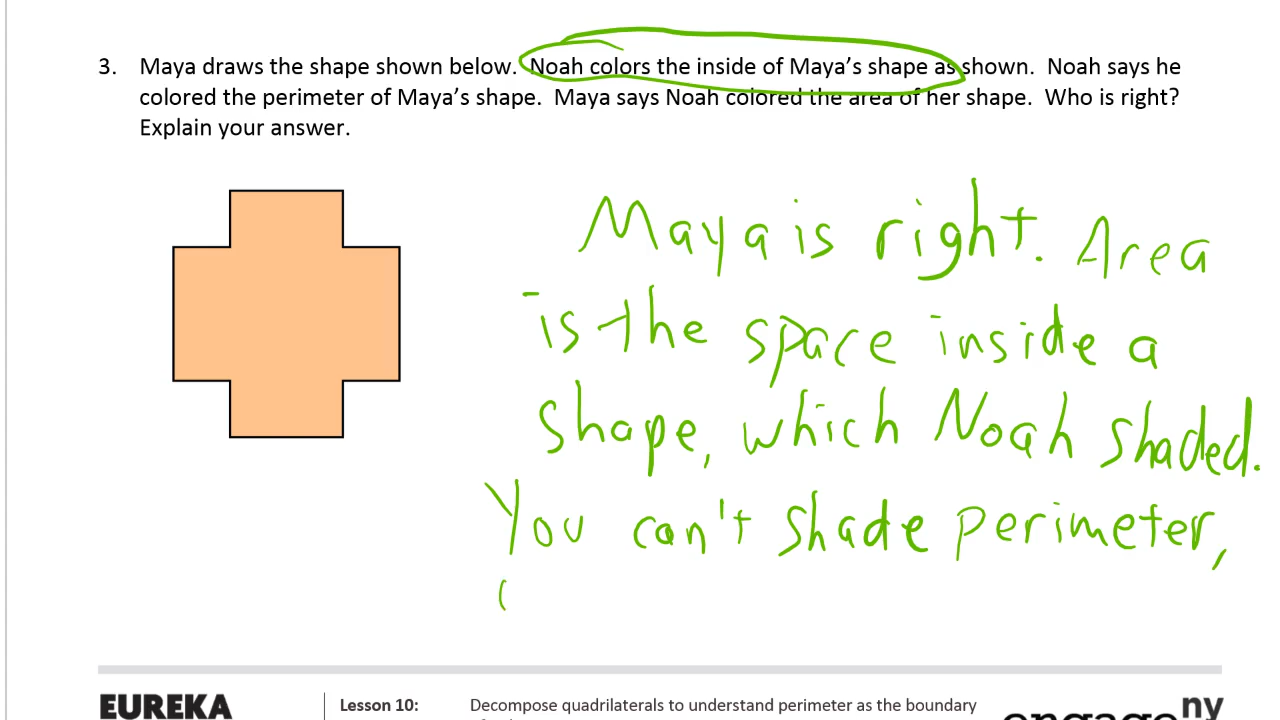 3. Maya draws the shape shown below. Noah colors the inside of Maya's shape as shown. Noah says he
colored the perimeter of Maya's shape. Maya says Noah colored the area of her shape. Who is right?
Explain your answer.
Maya is right. Area
is the space inside a
shape, which Noah shaded.
You can't shade perimeter,
EUREKA
Lesson 10:
Decompose quadrilaterals to understand perimeter as the boundary
engage ny